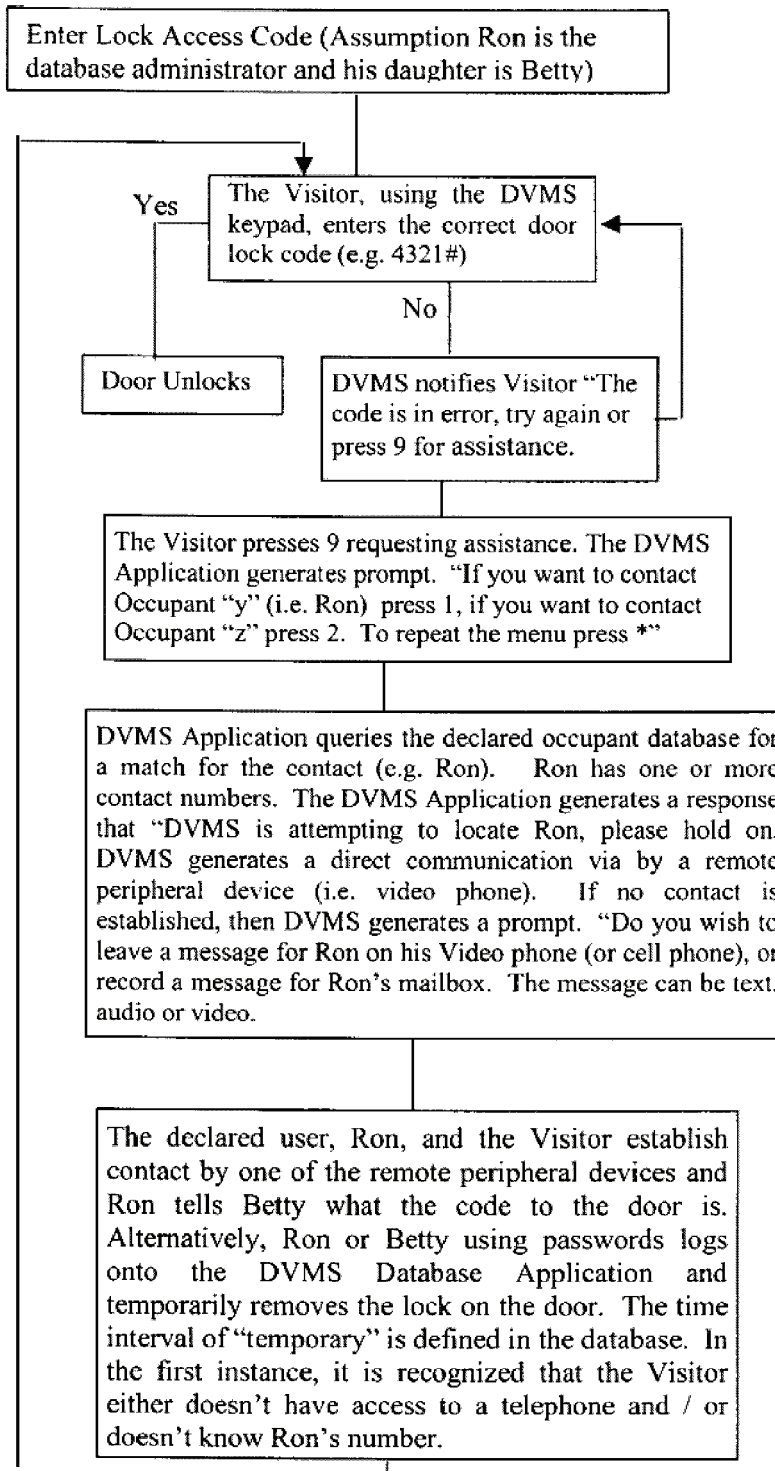 Enter Lock Access Code (Assumption Ron is the
database administrator and his daughter is Betty)
Yes
The Visitor, using the DVMS
keypad, enters the correct door
lock code (e.g. 4321#)
No
Door Unlocks
DVMS notifies Visitor “The
code is in error, try again or
press 9 for assistance.
The Visitor presses 9 requesting assistance. The DVMS
Application generates prompt. “If you want to contact
Occupant “y” (i.e. Ron) press 1, if you want to contact
Occupant “z” press 2. To repeat the menu press *”
DVMS Application queries the declared occupant database for
a match for the contact (e.g. Ron). Ron has one or more
contact numbers. The DVMS Application generates a response
that “DVMS is attempting to locate Ron, please hold on.
DVMS generates a direct communication via by a remote
peripheral device (i.e. video phone). If no contact is
established, then DVMS generates a prompt. “Do you wish to
leave a message for Ron on his Video phone (or cell phone), or
record a message for Ron’s mailbox. The message can be text,
audio or video.
The declared user, Ron, and the Visitor establish
contact by one of the remote peripheral devices and
Ron tells Betty what the code to the door is.
Alternatively, Ron or Betty using passwords logs
onto the DVMS Database Application and
temporarily removes the lock on the door. The time
interval of “temporary” is defined in the database. In
the first instance, it is recognized that the Visitor
either doesn’t have access to a telephone and / or
doesn’t know Ron’s number.